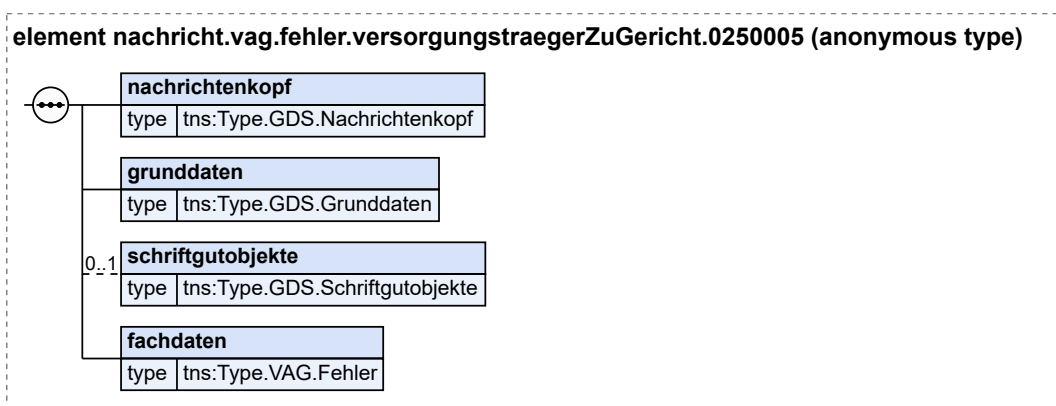 element nachricht.vag.fehler.versorgungstraegerZuGericht.0250005 (anonymous type)
nachrichtenkopf
type tns:Type.GDS.Nachrichtenkopf
grunddaten
type tns:Type.GDS.Grunddaten
0..1 schriftgutobjekte
type tns:Type.GDS.Schriftgutobjekte
fachdaten
type tns:Type.VAG.Fehler